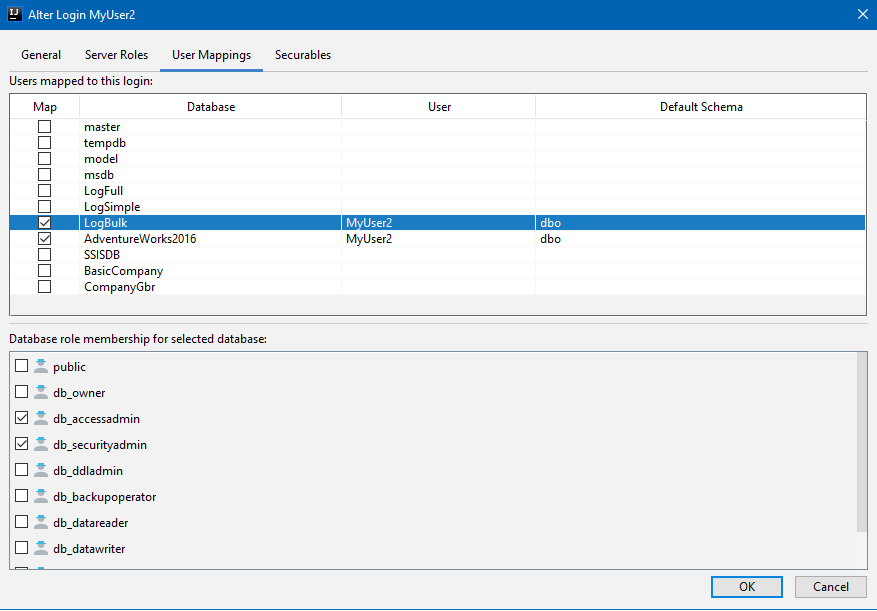 IJ Alter Login MyUser2
General Server Roles User Mappings Securables
Users mapped to this login:
Map Database User Default Schema
master
tempdb
model
msdb
LogFull
LogSimple
LogBulk MyUser2 dbo
AdventureWorks2016 MyUser2 dbo
SSISDB
BasicCompany
CompanyGbr
Database role membership for selected database:
public
db_owner
db_accessadmin
db_securityadmin
db_ddladmin
db_backupoperator
db_datareader
db_datawriter
OK Cancel